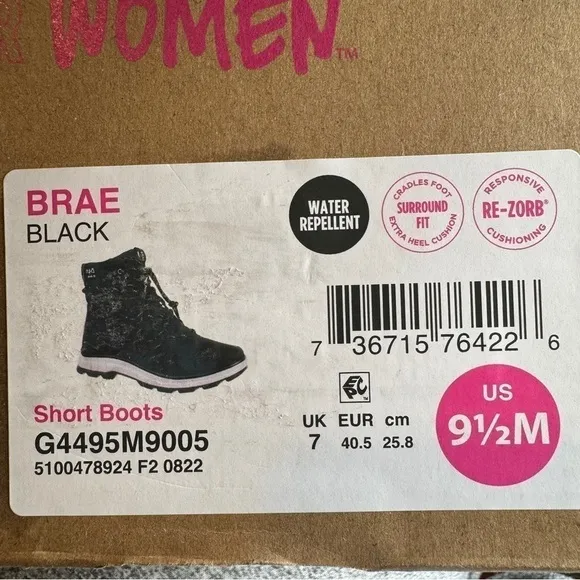 WOMEN™
BRAE
BLACK
WATER
REPELLENT
CRADLES FOOT
SURROUND
FIT
EXTRA HEEL CUSHION
RESPONSIVE
RE-ZORB®
CUSHIONING
7 36715 76422 6
Short Boots
G4495M9005
5100478924 F2 0822
EPC
UK EUR cm
7 40.5 25.8
US
9½M